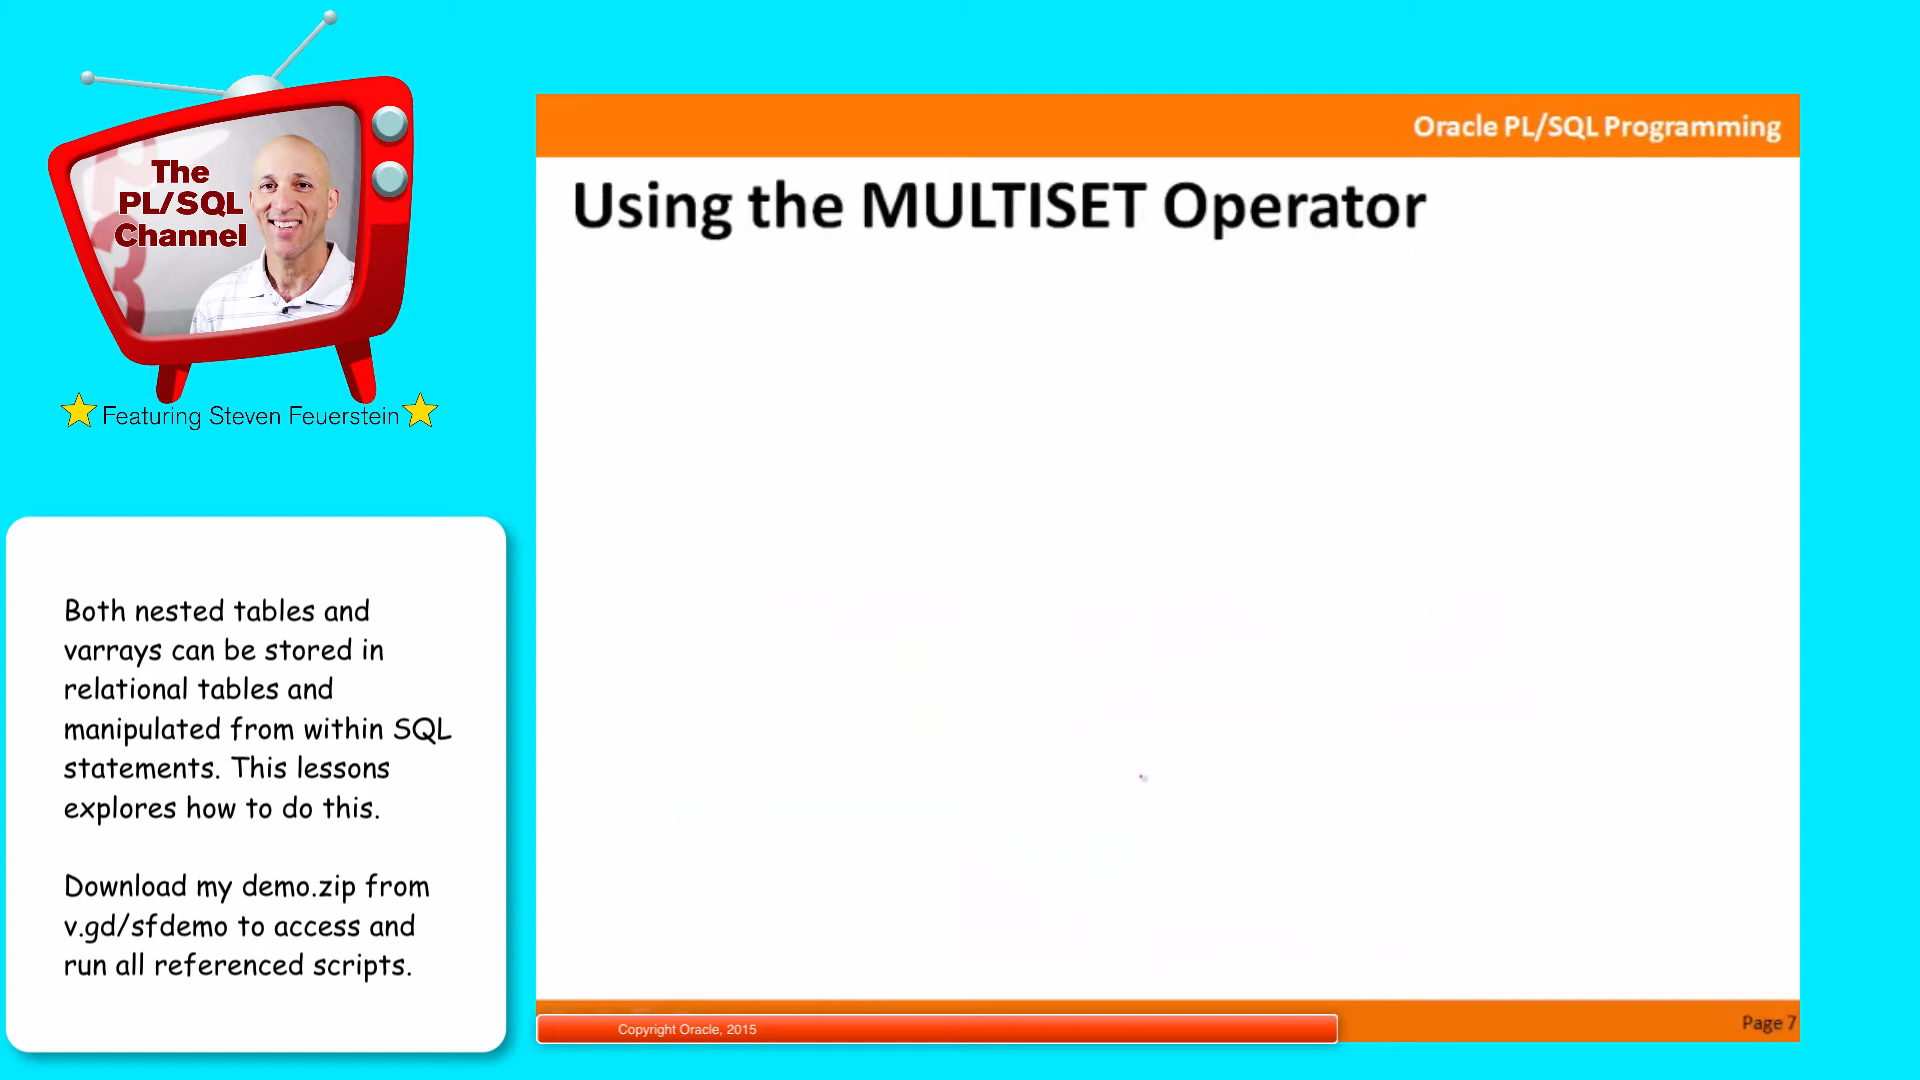 The
PL/SQL
Channel
Featuring Steven Feuerstein
Both nested tables and
varrays can be stored in
relational tables and
manipulated from within SQL
statements. This lessons
explores how to do this.
Download my demo.zip from
v.gd/sfdemo to access and
run all referenced scripts.
Oracle PL/SQL Programming
Using the MULTISET Operator
Copyright Oracle, 2015
Page 7